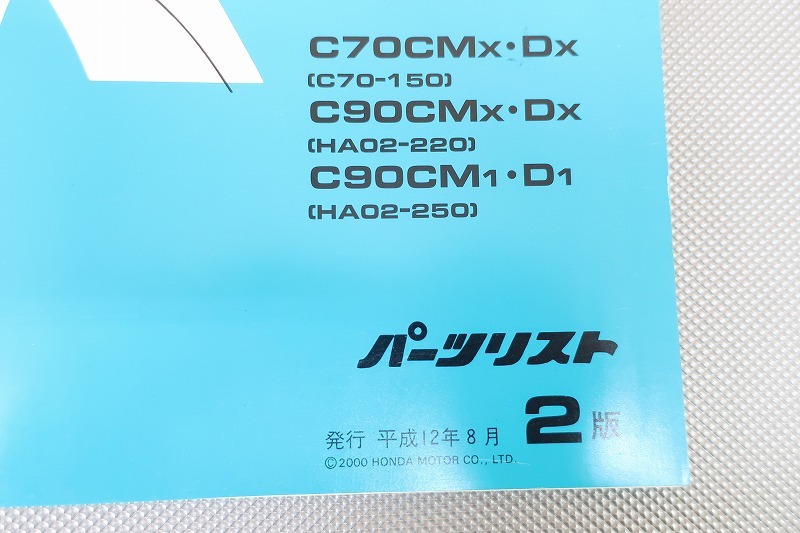 C70CMX・DX
(C70-150)
C90CMX・DX
(HA02-220)
C90CM1・D1
(HA02-250)
パーツリスト
発行 平成12年8月 2版
©2000 HONDA MOTOR CO., LTD.